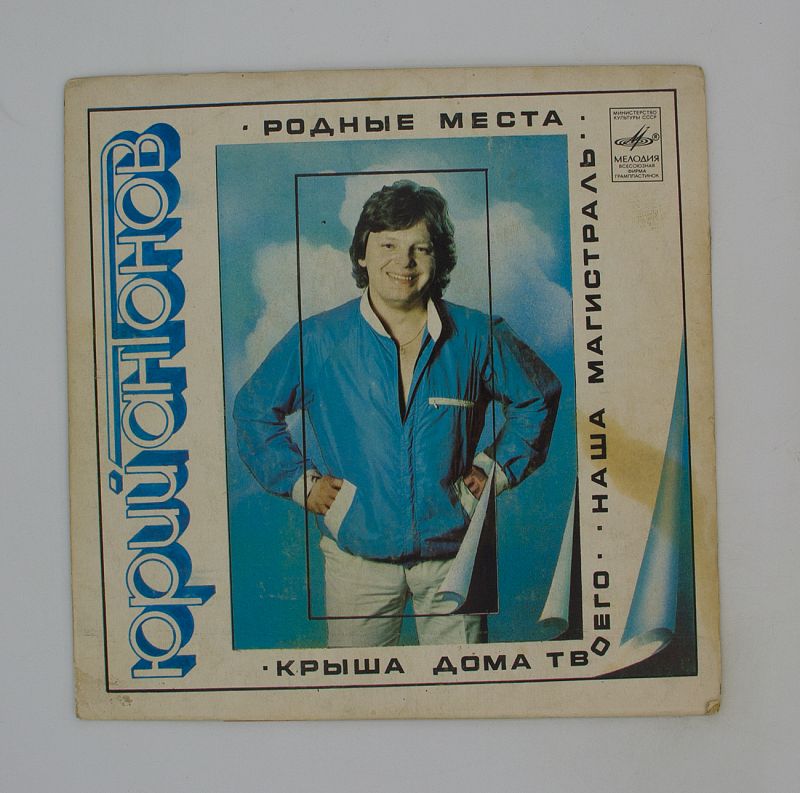 ЮРИЙ АНТОНОВ
· РОДНЫЕ МЕСТА ·
· НАША МАГИСТРАЛЬ ·
· КРЫША ДОМА ТВОЕГО ·
МИНИСТЕРСТВО
КУЛЬТУРЫ СССР
®
МЕЛОДИЯ
ВСЕСОЮЗНАЯ
ФИРМА
ГРАМПЛАСТИНОК